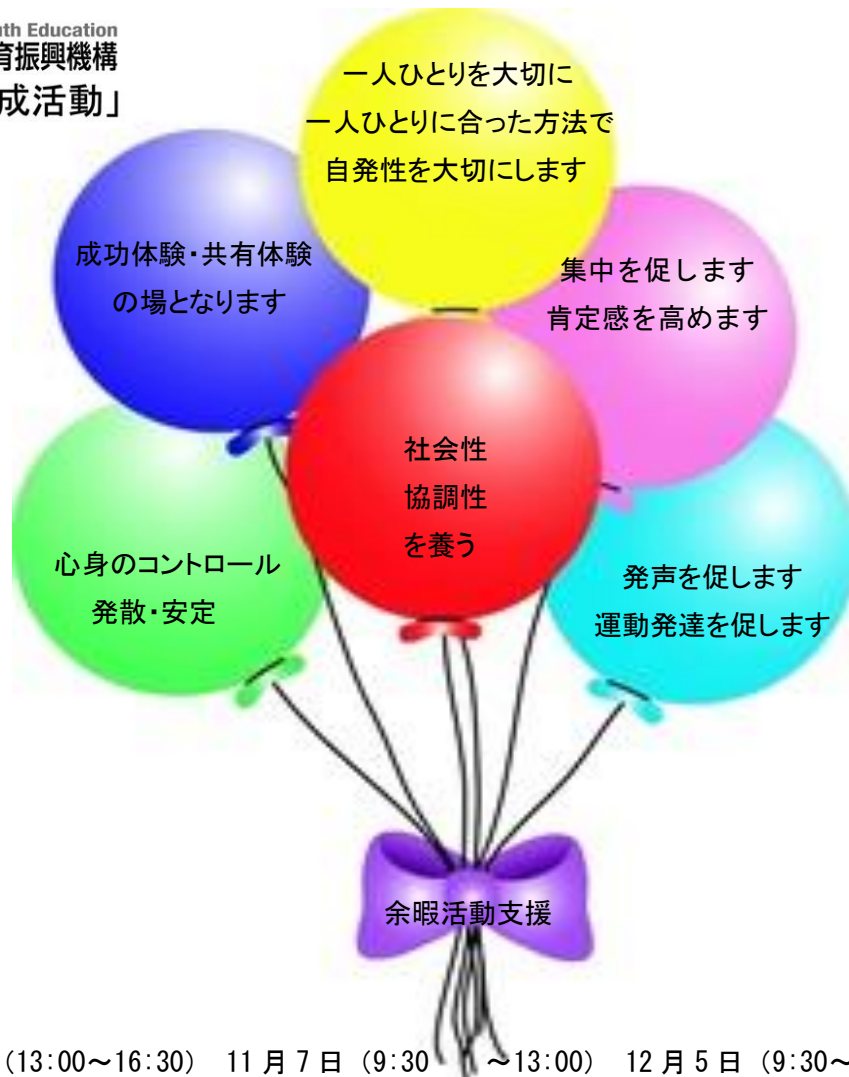 uth Education
育振興機構
成活動」
一人ひとりを大切に
一人ひとりに合った方法で
自発性を大切にします
成功体験・共有体験
の場となります
集中を促します
肯定感を高めます
社会性
協調性
を養う
心身のコントロール
発散・安定
発声を促します
運動発達を促します
余暇活動支援
(13:00～16:30) 11月7日 (9:30 ～13:00) 12月5日 (9:30～